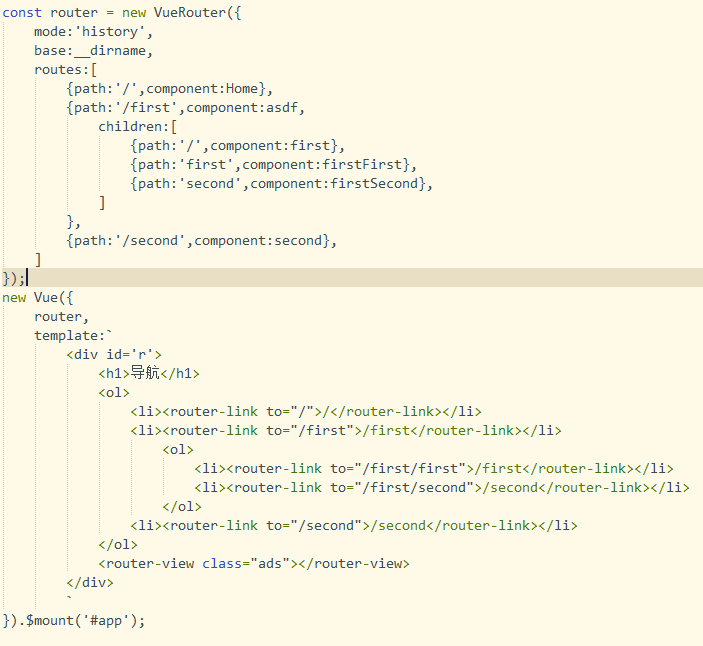 const router = new VueRouter({
    mode:'history',
    base:__dirname,
    routes:[
        {path:'/',component:Home},
        {path:'/first',component:asdf,
            children:[
                {path:'/',component:first},
                {path:'first',component:firstFirst},
                {path:'second',component:firstSecond},
            ]
        },
        {path:'/second',component:second},
    ]
});
new Vue({
    router,
    template:`
        <div id='r'>
            <h1>导航</h1>
            <ol>
                <li><router-link to="/">/</router-link></li>
                <li><router-link to="/first">/first</router-link></li>
                    <ol>
                        <li><router-link to="/first/first">/first</router-link></li>
                        <li><router-link to="/first/second">/second</router-link></li>
                    </ol>
                <li><router-link to="/second">/second</router-link></li>
            </ol>
            <router-view class="ads"></router-view>
        </div>
        `
}).$mount('#app');